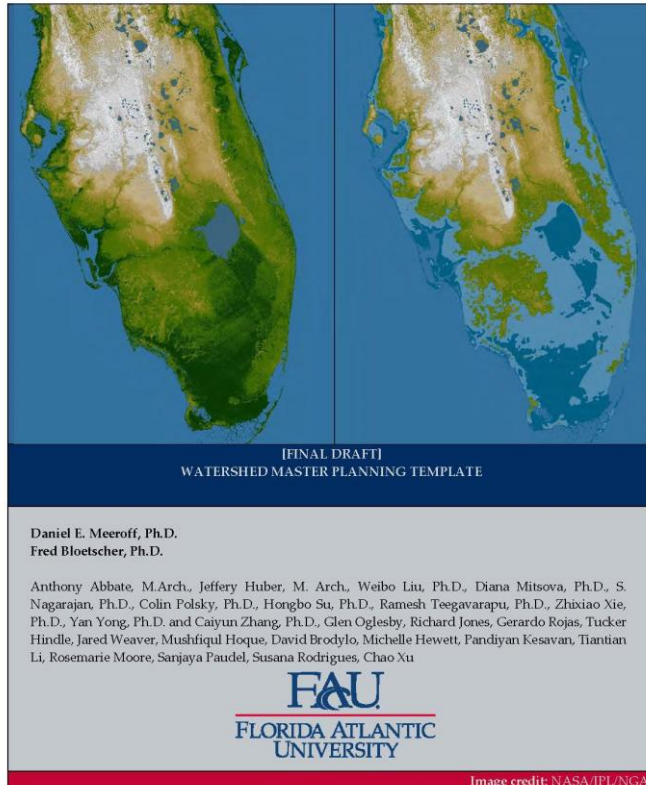 [FINAL DRAFT]
WATERSHED MASTER PLANNING TEMPLATE
Daniel E. Meeroff, Ph.D.
Fred Bloetscher, Ph.D.
Anthony Abbate, M.Arch., Jeffery Huber, M. Arch., Weibo Liu, Ph.D., Diana Mitsova, Ph.D., S.
Nagarajan, Ph.D., Colin Polsky, Ph.D., Hongbo Su, Ph.D., Ramesh Teegavarapu, Ph.D., Zhixiao Xie,
Ph.D., Yan Yong, Ph.D. and Caiyun Zhang, Ph.D., Glen Oglesby, Richard Jones, Gerardo Rojas, Tucker
Hindle, Jared Weaver, Mushfiqul Hoque, David Brodylo, Michelle Hewett, Pandiyan Kesavan, Tiantian
Li, Rosemarie Moore, Sanjaya Paudel, Susana Rodrigues, Chao Xu
FAU
FLORIDA ATLANTIC
UNIVERSITY
Image credit: NASA/JPL/NGA